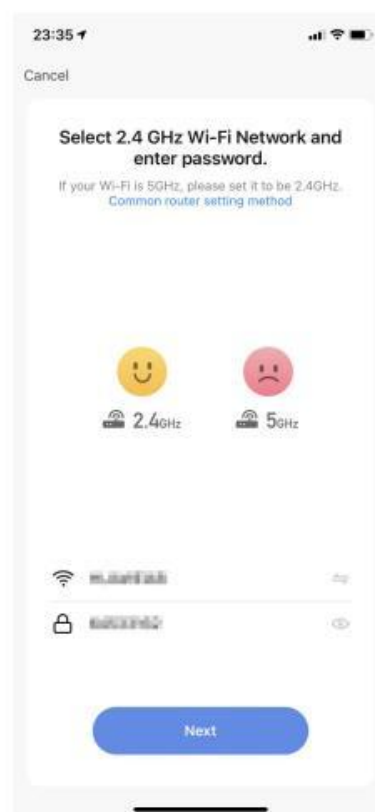 23:35
Cancel
Select 2.4 GHz Wi-Fi Network and
enter password.
If your Wi-Fi is 5GHz, please set it to be 2.4GHz.
Common router setting method
2.4GHz
5GHz
Next